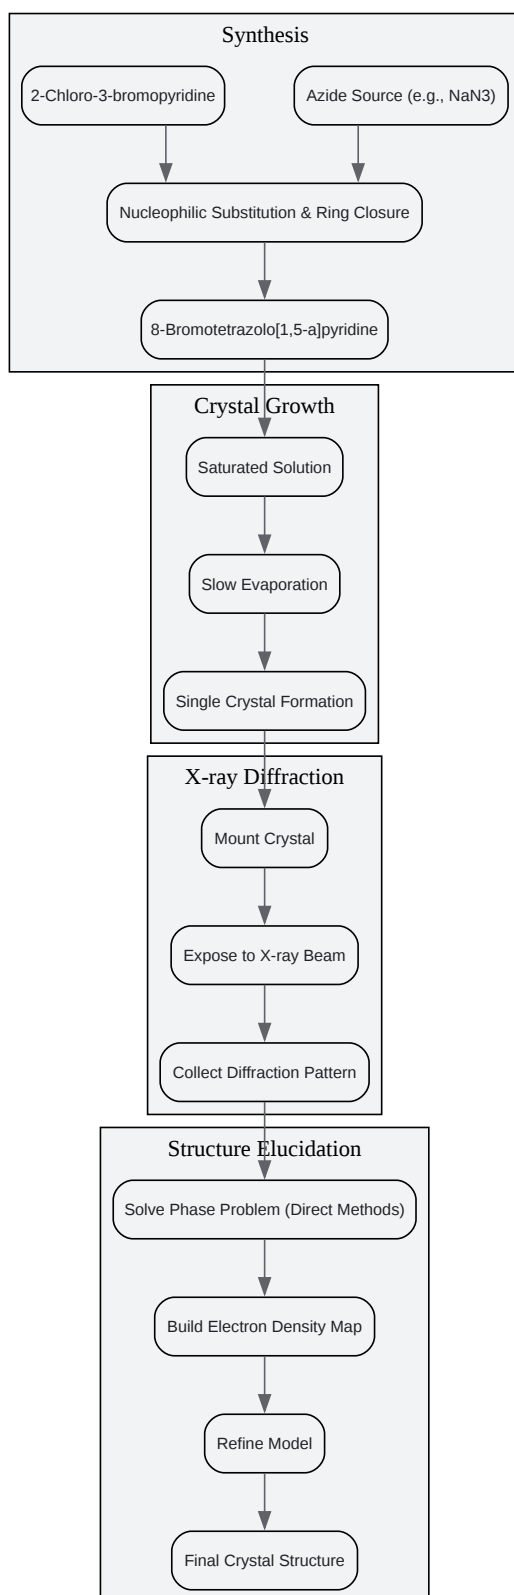 Synthesis
2-Chloro-3-bromopyridine
Azide Source (e.g., NaN3)
Nucleophilic Substitution & Ring Closure
8-Bromotetrazolo[1,5-a]pyridine
Crystal Growth
Saturated Solution
Slow Evaporation
Single Crystal Formation
X-ray Diffraction
Mount Crystal
Expose to X-ray Beam
Collect Diffraction Pattern
Structure Elucidation
Solve Phase Problem (Direct Methods)
Build Electron Density Map
Refine Model
Final Crystal Structure